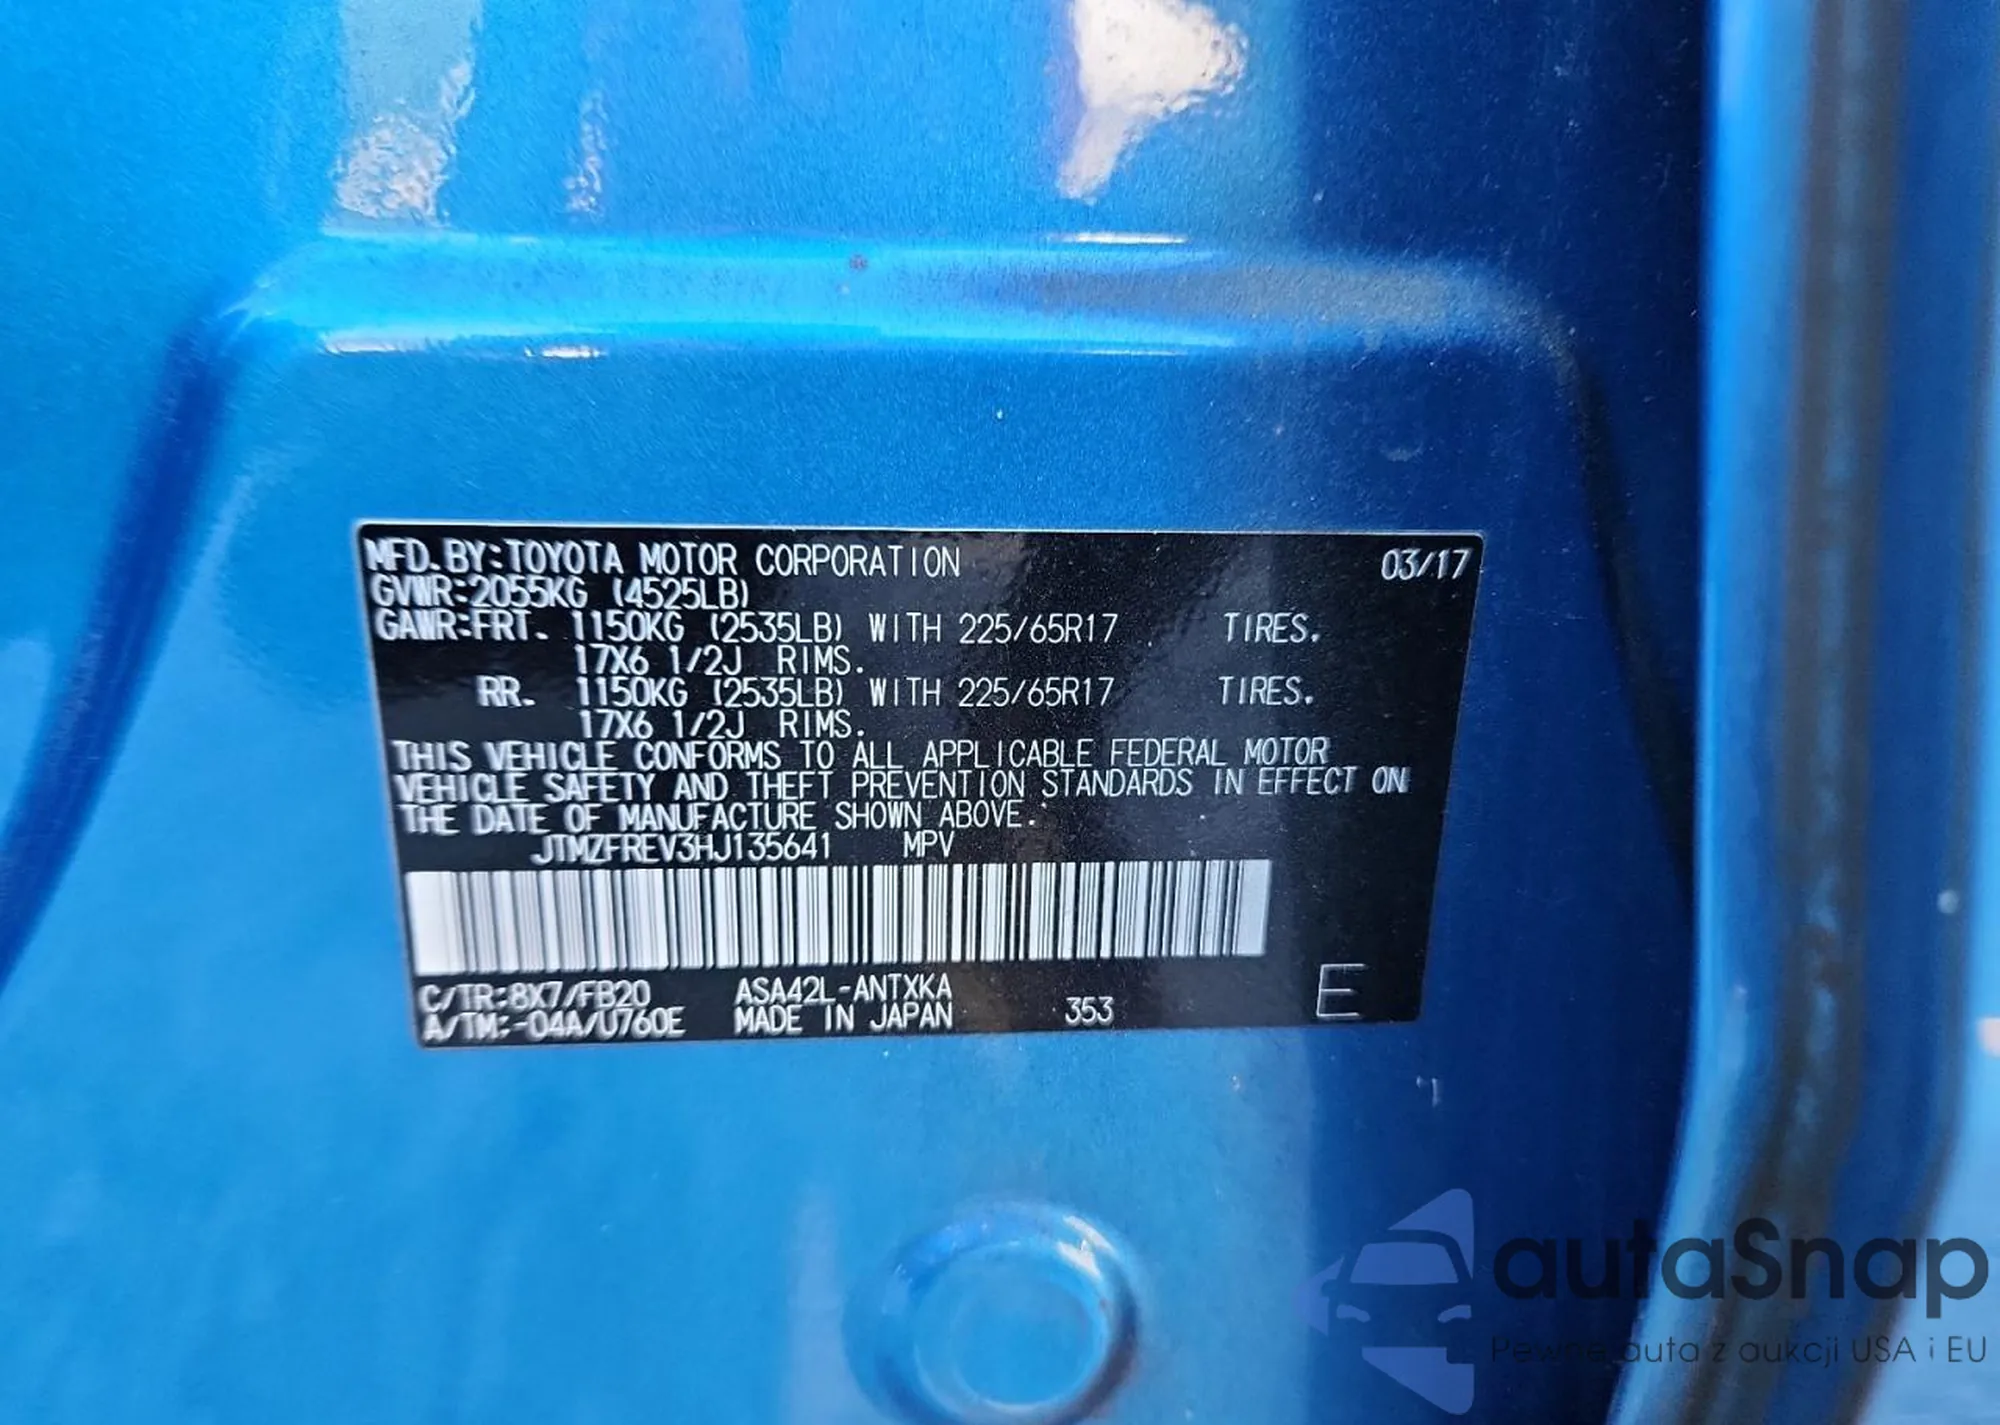 MFD.BY:TOYOTA MOTOR CORPORATION 03/17
GVWR:2055KG (4525LB)
GAWR:FRT. 1150KG (2535LB) WITH 225/65R17 TIRES.
17X6 1/2J RIMS.
RR. 1150KG (2535LB) WITH 225/65R17 TIRES.
17X6 1/2J RIMS.
THIS VEHICLE CONFORMS TO ALL APPLICABLE FEDERAL MOTOR
VEHICLE SAFETY AND THEFT PREVENTION STANDARDS IN EFFECT ON
THE DATE OF MANUFACTURE SHOWN ABOVE.
JTMZFREV3HJ135641 MPV
C/TR:8X7/FB20 ASA42L-ANTXKA
A/TM:-04A/U760E MADE IN JAPAN 353 E
autaSnap
Pewne auta z aukcji USA i EU